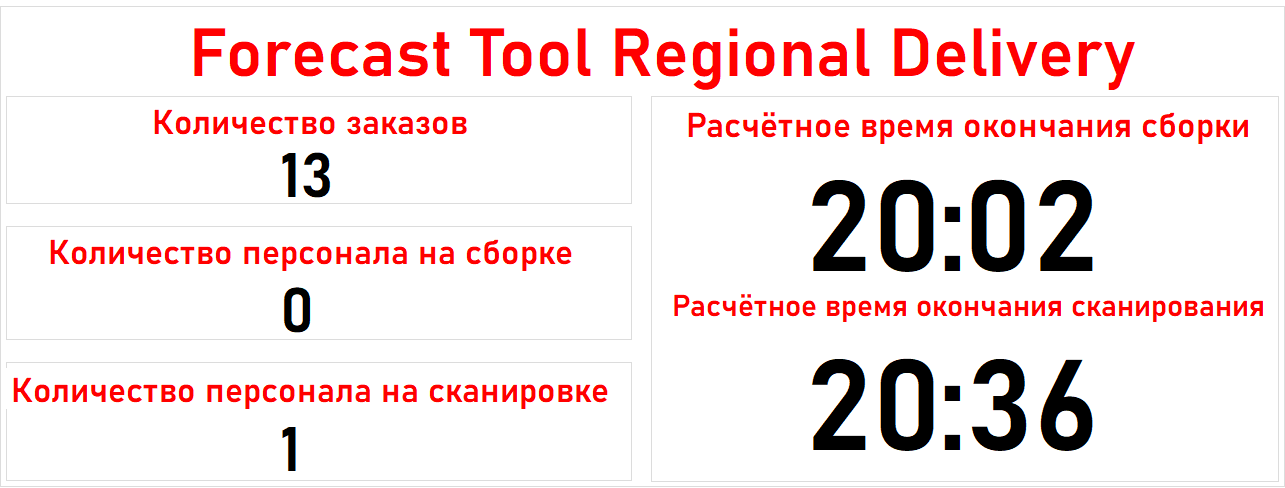 Forecast Tool Regional Delivery
Количество заказов
13
Количество персонала на сборке
0
Количество персонала на сканировке
1
Расчётное время окончания сборки
20:02
Расчётное время окончания сканирования
20:36